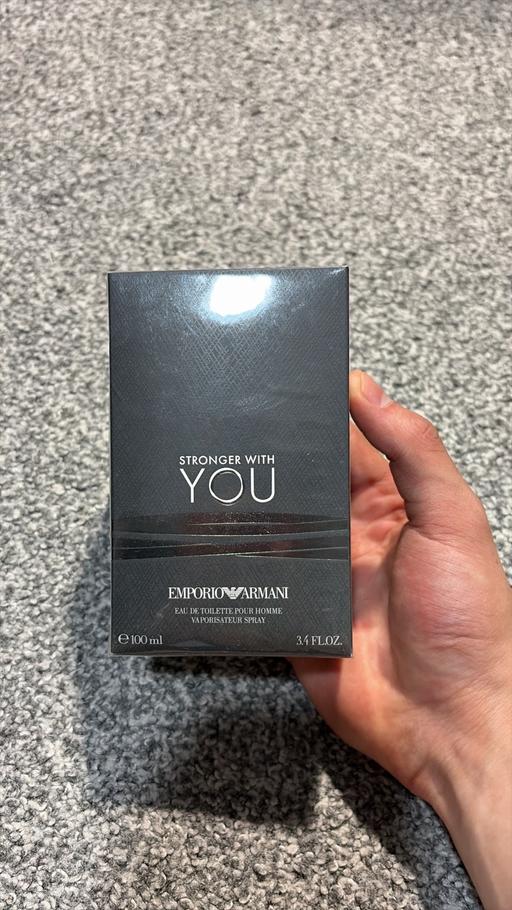 STRONGER WITH
YOU
EMPORIO ARMANI
EAU DE TOILETTE POUR HOMME
VAPORISATEUR SPRAY
℮ 100 ml 3.4 FL.OZ.